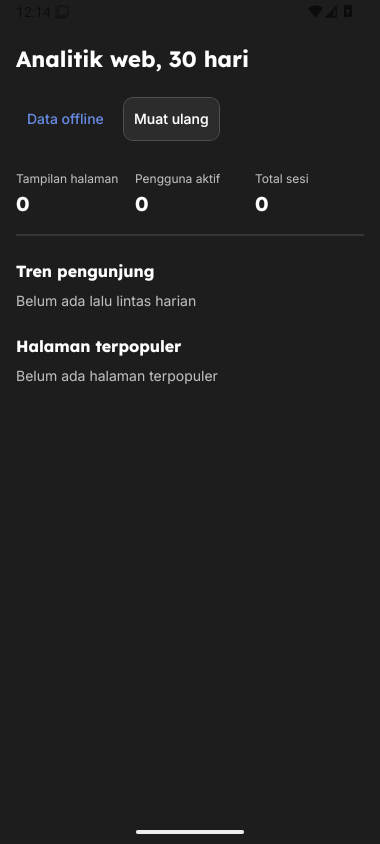 12:14
Analitik web, 30 hari
Data offline
Muat ulang
Tampilan halaman
Pengguna aktif
Total sesi
0
0
0
Tren pengunjung
Belum ada lalu lintas harian
Halaman terpopuler
Belum ada halaman terpopuler